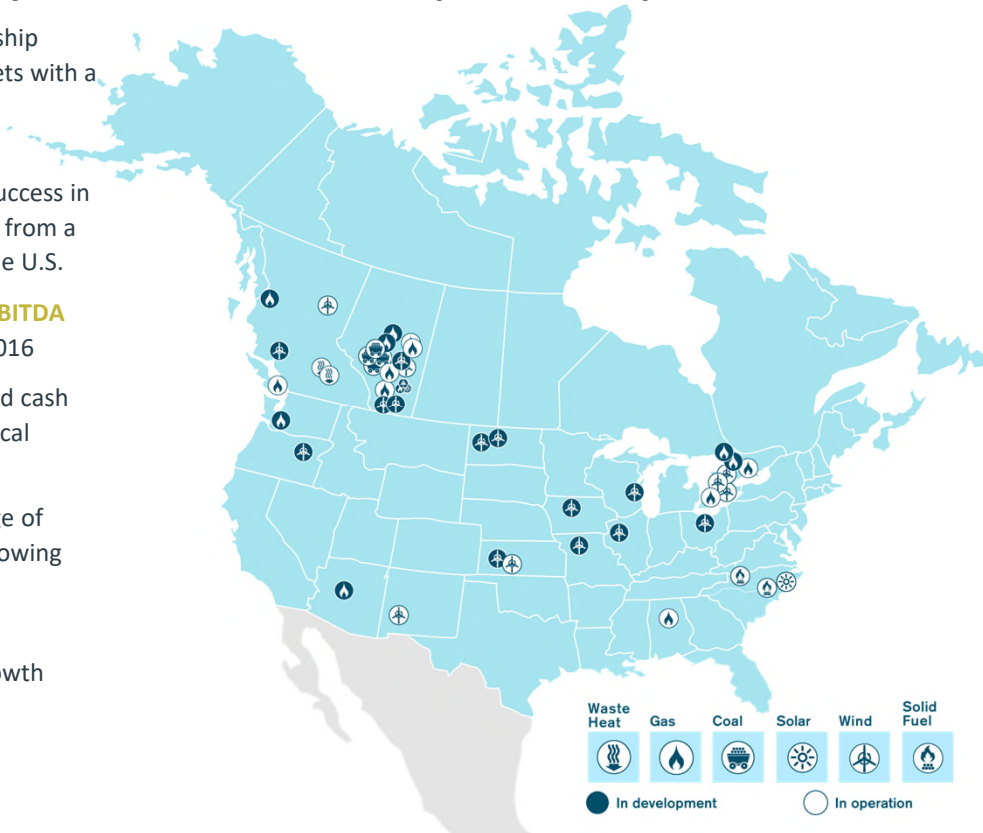 ship
ets with a
uccess in
from a
e U.S.
BITDA
016
d cash
cal
ge of
owing
owth
Waste Heat
Gas
Coal
Solar
Wind
Solid Fuel
In development
In operation